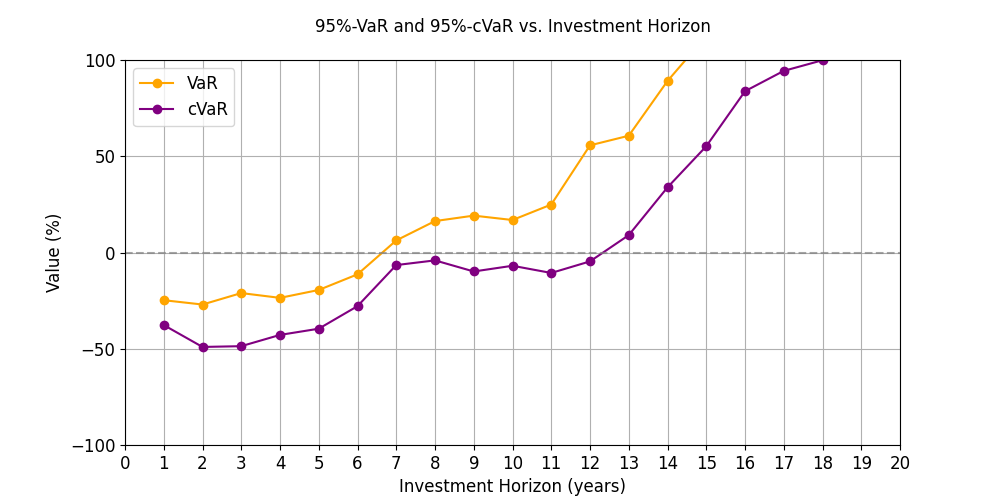 95%-VaR and 95%-cVaR vs. Investment Horizon
VaR
cVaR
100
50
0
−50
−100
Value (%)
0 1 2 3 4 5 6 7 8 9 10 11 12 13 14 15 16 17 18 19 20
Investment Horizon (years)